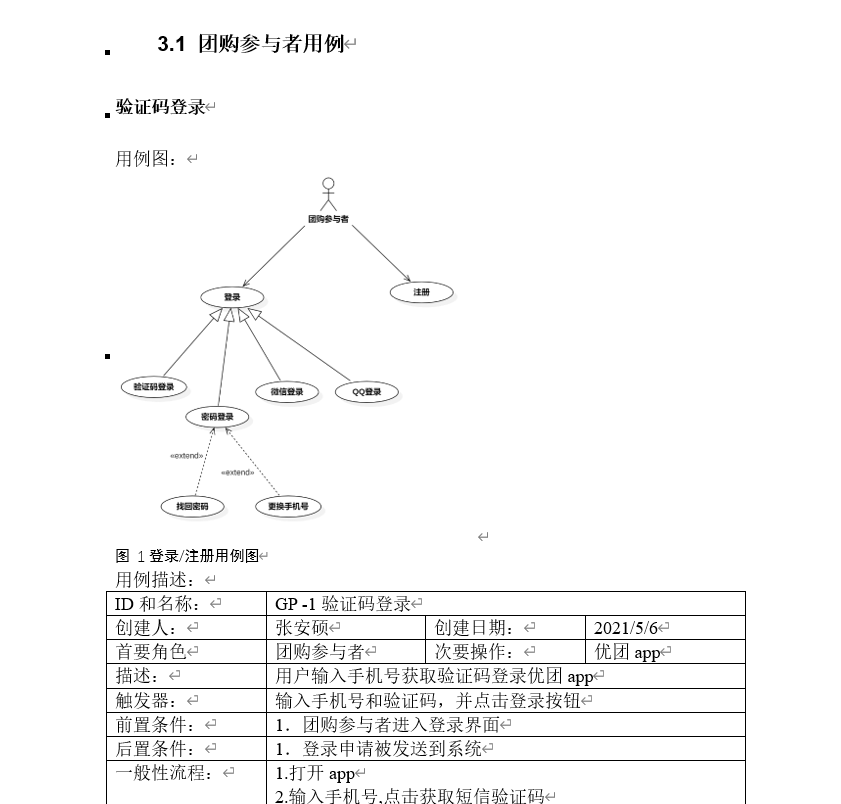 3.1 团购参与者用例
验证码登录
用例图：
团购参与者
登录
注册
验证码登录
微信登录
QQ登录
密码登录
«extend»
«extend»
找回密码
更换手机号
图 1登录/注册用例图
用例描述：
ID 和名称： GP -1 验证码登录
创建人： 张安硕 创建日期： 2021/5/6
首要角色 团购参与者 次要操作： 优团 app
描述： 用户输入手机号获取验证码登录优团 app
触发器： 输入手机号和验证码，并点击登录按钮
前置条件： 1．团购参与者进入登录界面
后置条件： 1．登录申请被发送到系统
一般性流程： 1.打开 app
2.输入手机号,点击获取短信验证码